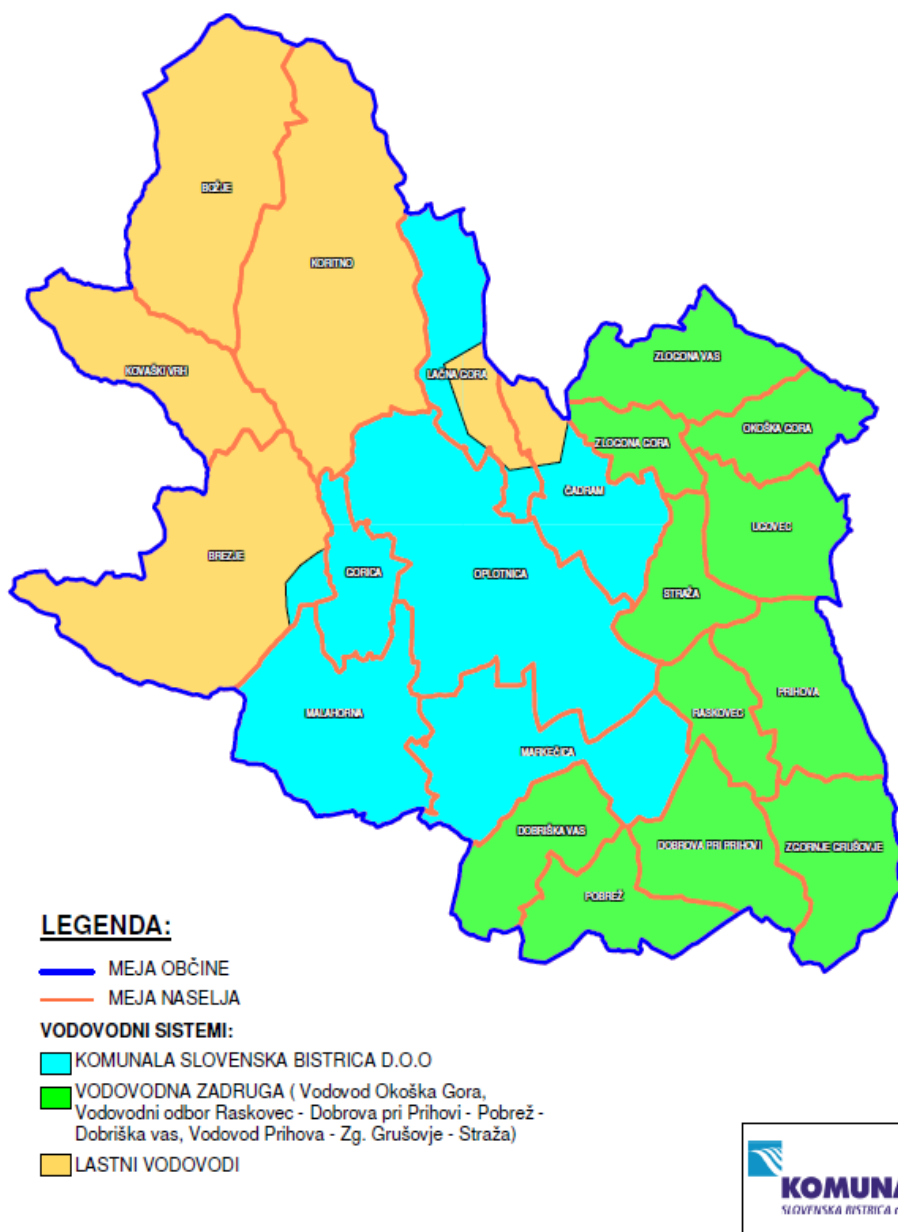 BOŽJE
KORITNO
KOVAŠKI VRH
LAČNA GORA
ZLOGONA VAS
OKOŠKA GORA
ZLOGONA GORA
ČADRAM
UGOVEC
BREZJE
GORICA
OPLOTNICA
STRAŽA
PRIHOVA
RASKOVEC
MALAHORNA
MARKEČICA
DOBRIŠKA VAS
DOBROVA PRI PRIHOVI
ZGORNJE GRUŠOVJE
POBREŽ
LEGENDA:
MEJA OBČINE
MEJA NASELJA
VODOVODNI SISTEMI:
KOMUNALA SLOVENSKA BISTRICA D.O.O
VODOVODNA ZADRUGA ( Vodovod Okoška Gora,
Vodovodni odbor Raskovec - Dobrova pri Prihovi - Pobrež -
Dobriška vas, Vodovod Prihova - Zg. Grušovje - Straža)
LASTNI VODOVODI
KOMUNA
SLOVENSKA BISTRICA